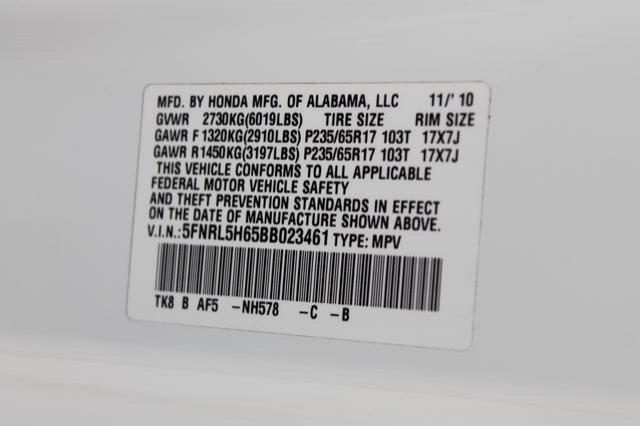 MFD. BY HONDA MFG. OF ALABAMA, LLC 11/' 10
GVWR 2730KG(6019LBS) TIRE SIZE RIM SIZE
GAWR F 1320KG(2910LBS) P235/65R17 103T 17X7J
GAWR R1450KG(3197LBS) P235/65R17 103T 17X7J
THIS VEHICLE CONFORMS TO ALL APPLICABLE
FEDERAL MOTOR VEHICLE SAFETY
AND THEFT PREVENTION STANDARDS IN EFFECT
ON THE DATE OF MANUFACTURE SHOWN ABOVE.
V.I.N.:5FNRL5H65BB023461 TYPE: MPV
TK8 B AF5 -NH578 -C -B